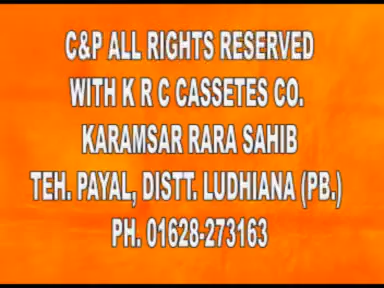 C&P ALL RIGHTS RESERVED
WITH K R C CASSETES CO.
KARAMSAR RARA SAHIB
TEH. PAYAL, DISTT. LUDHIANA (PB.)
PH. 01628-273163